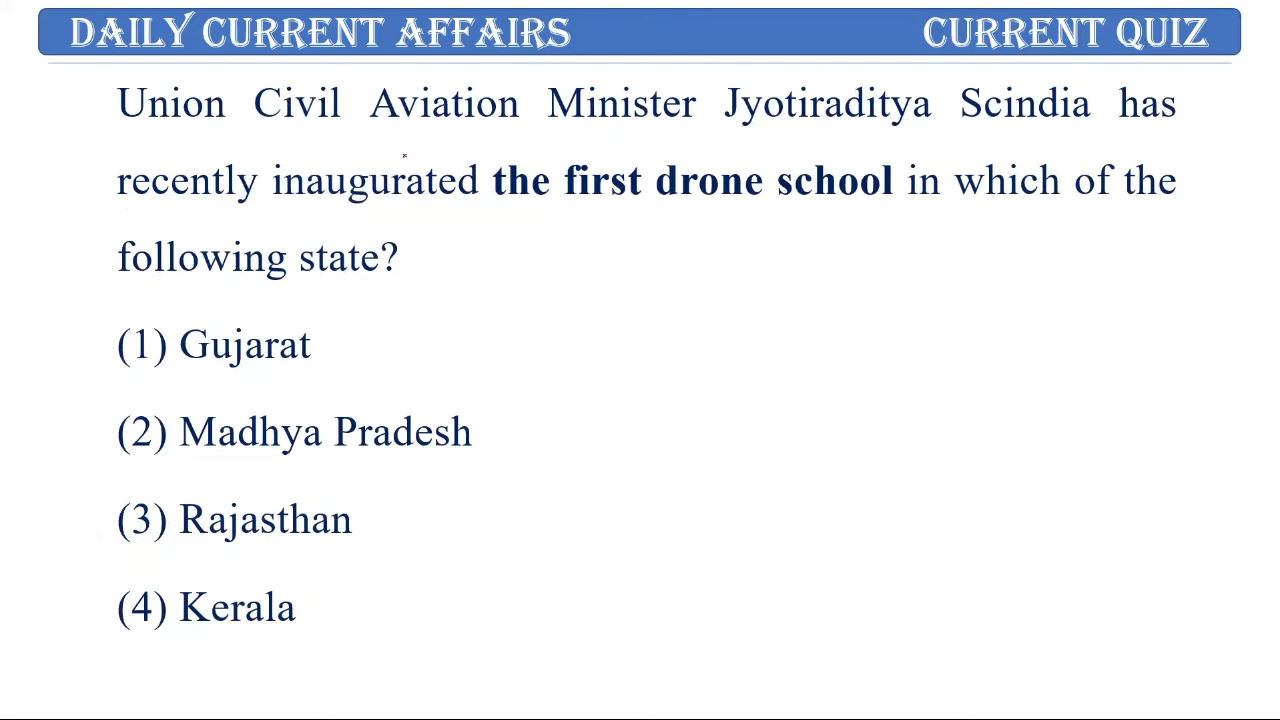 DAILY CURRENT AFFAIRS CURRENT QUIZ
Union Civil Aviation Minister Jyotiraditya Scindia has
recently inaugurated the first drone school in which of the
following state?
(1) Gujarat
(2) Madhya Pradesh
(3) Rajasthan
(4) Kerala